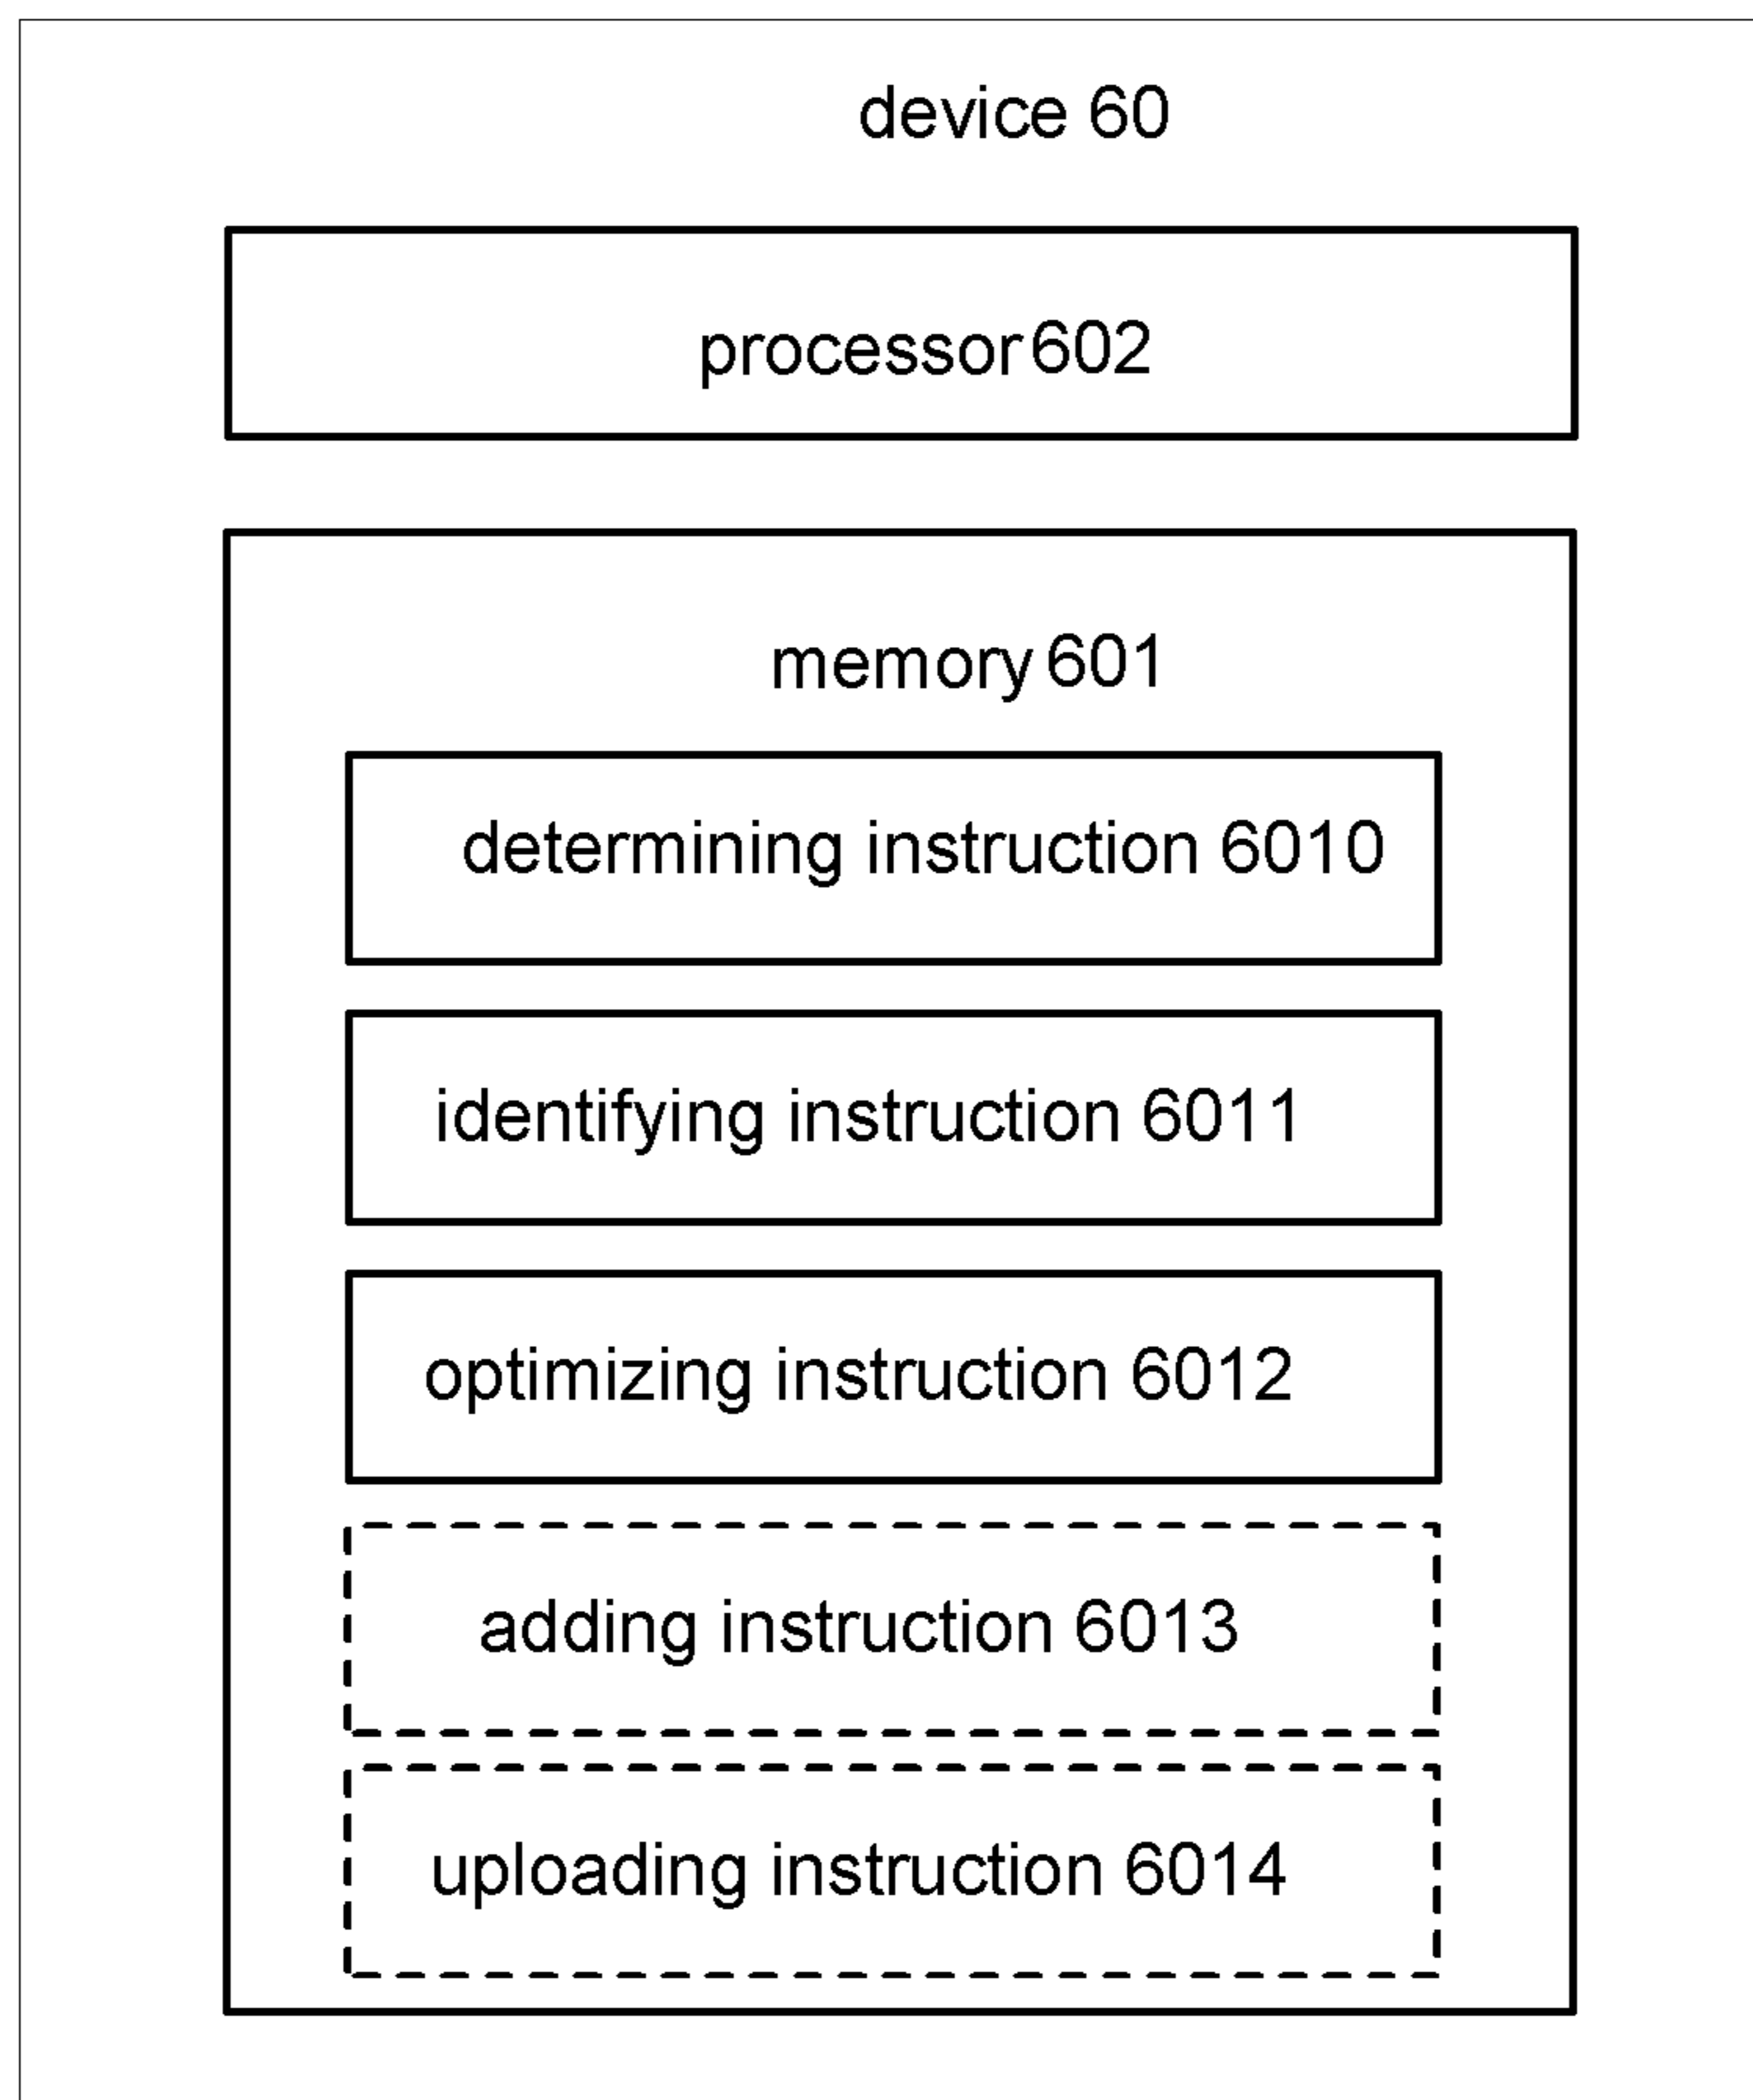 device 60
processor 602
memory 601
determining instruction 6010
identifying instruction 6011
optimizing instruction 6012
adding instruction 6013
uploading instruction 6014